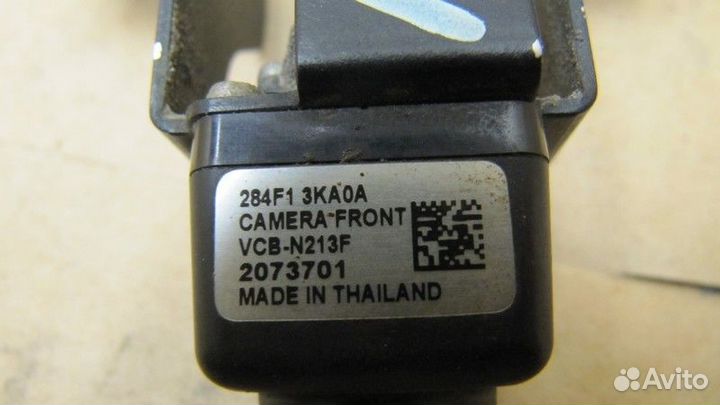 284F1 3KA0A
CAMERA-FRONT
VCB-N213F
2073701
MADE IN THAILAND
Avito